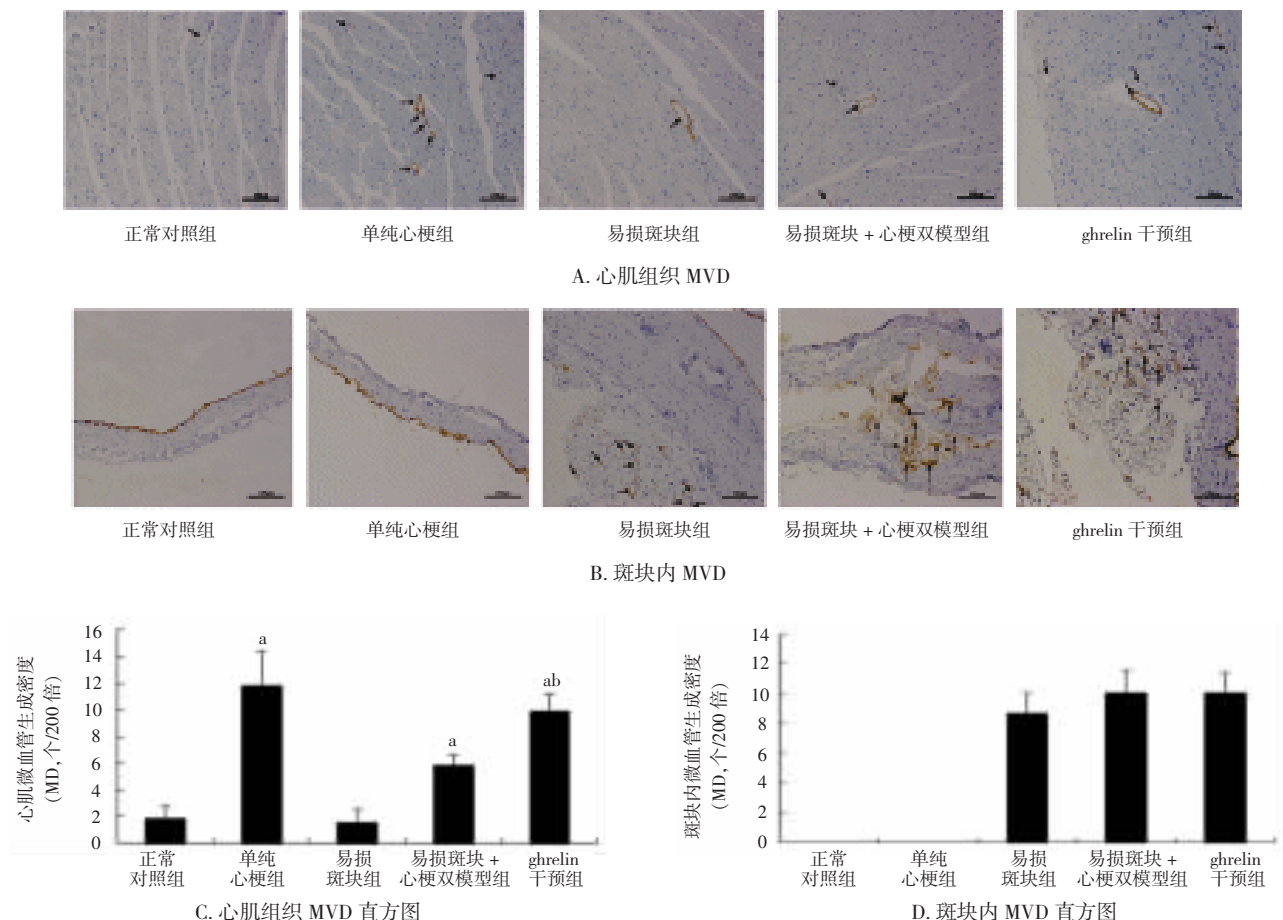 正常对照组 单纯心梗组 易损斑块组 易损斑块 + 心梗双模型组 ghrelin 干预组
A. 心肌组织 MVD
正常对照组 单纯心梗组 易损斑块组 易损斑块 + 心梗双模型组 ghrelin 干预组
B. 斑块内 MVD
心肌微血管生成密度
(MD,个/200 倍)
16
14
12
10
8
6
4
2
0
a
a
ab
正常
对照组
单纯
心梗组
易损
斑块组
易损斑块 +
心梗双模型组
ghrelin
干预组
C. 心肌组织 MVD 直方图
斑块内微血管生成密度
(MD,个/200 倍)
14
12
10
8
6
4
2
0
正常
对照组
单纯
心梗组
易损
斑块组
易损斑块 +
心梗双模型组
ghrelin
干预组
D. 斑块内 MVD 直方图